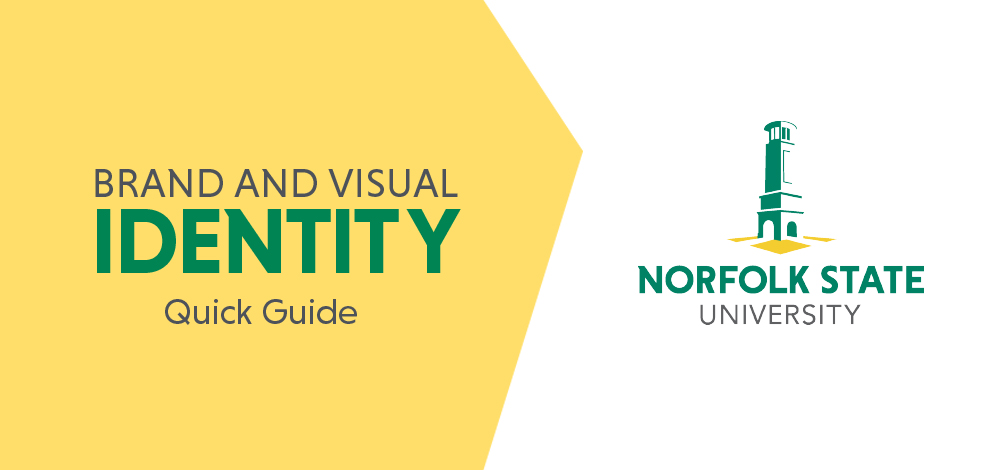 BRAND AND VISUAL
IDENTITY
Quick Guide
NORFOLK STATE
UNIVERSITY